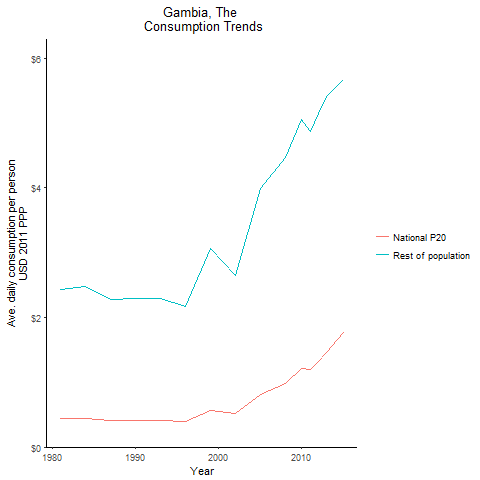 Gambia, The
Consumption Trends
Ave. daily consumption per person
USD 2011 PPP
$6
$4
$2
$0
1980
1990
2000
2010
Year
National P20
Rest of population